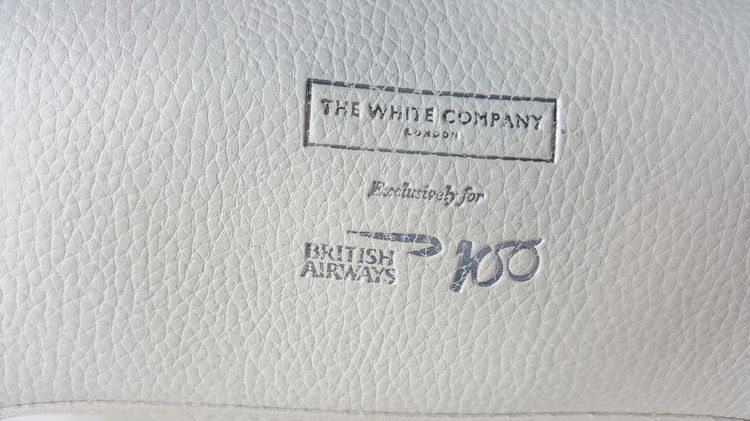 THE WHITE COMPANY
LONDON
Exclusively for
BRITISH
AIRWAYS
100